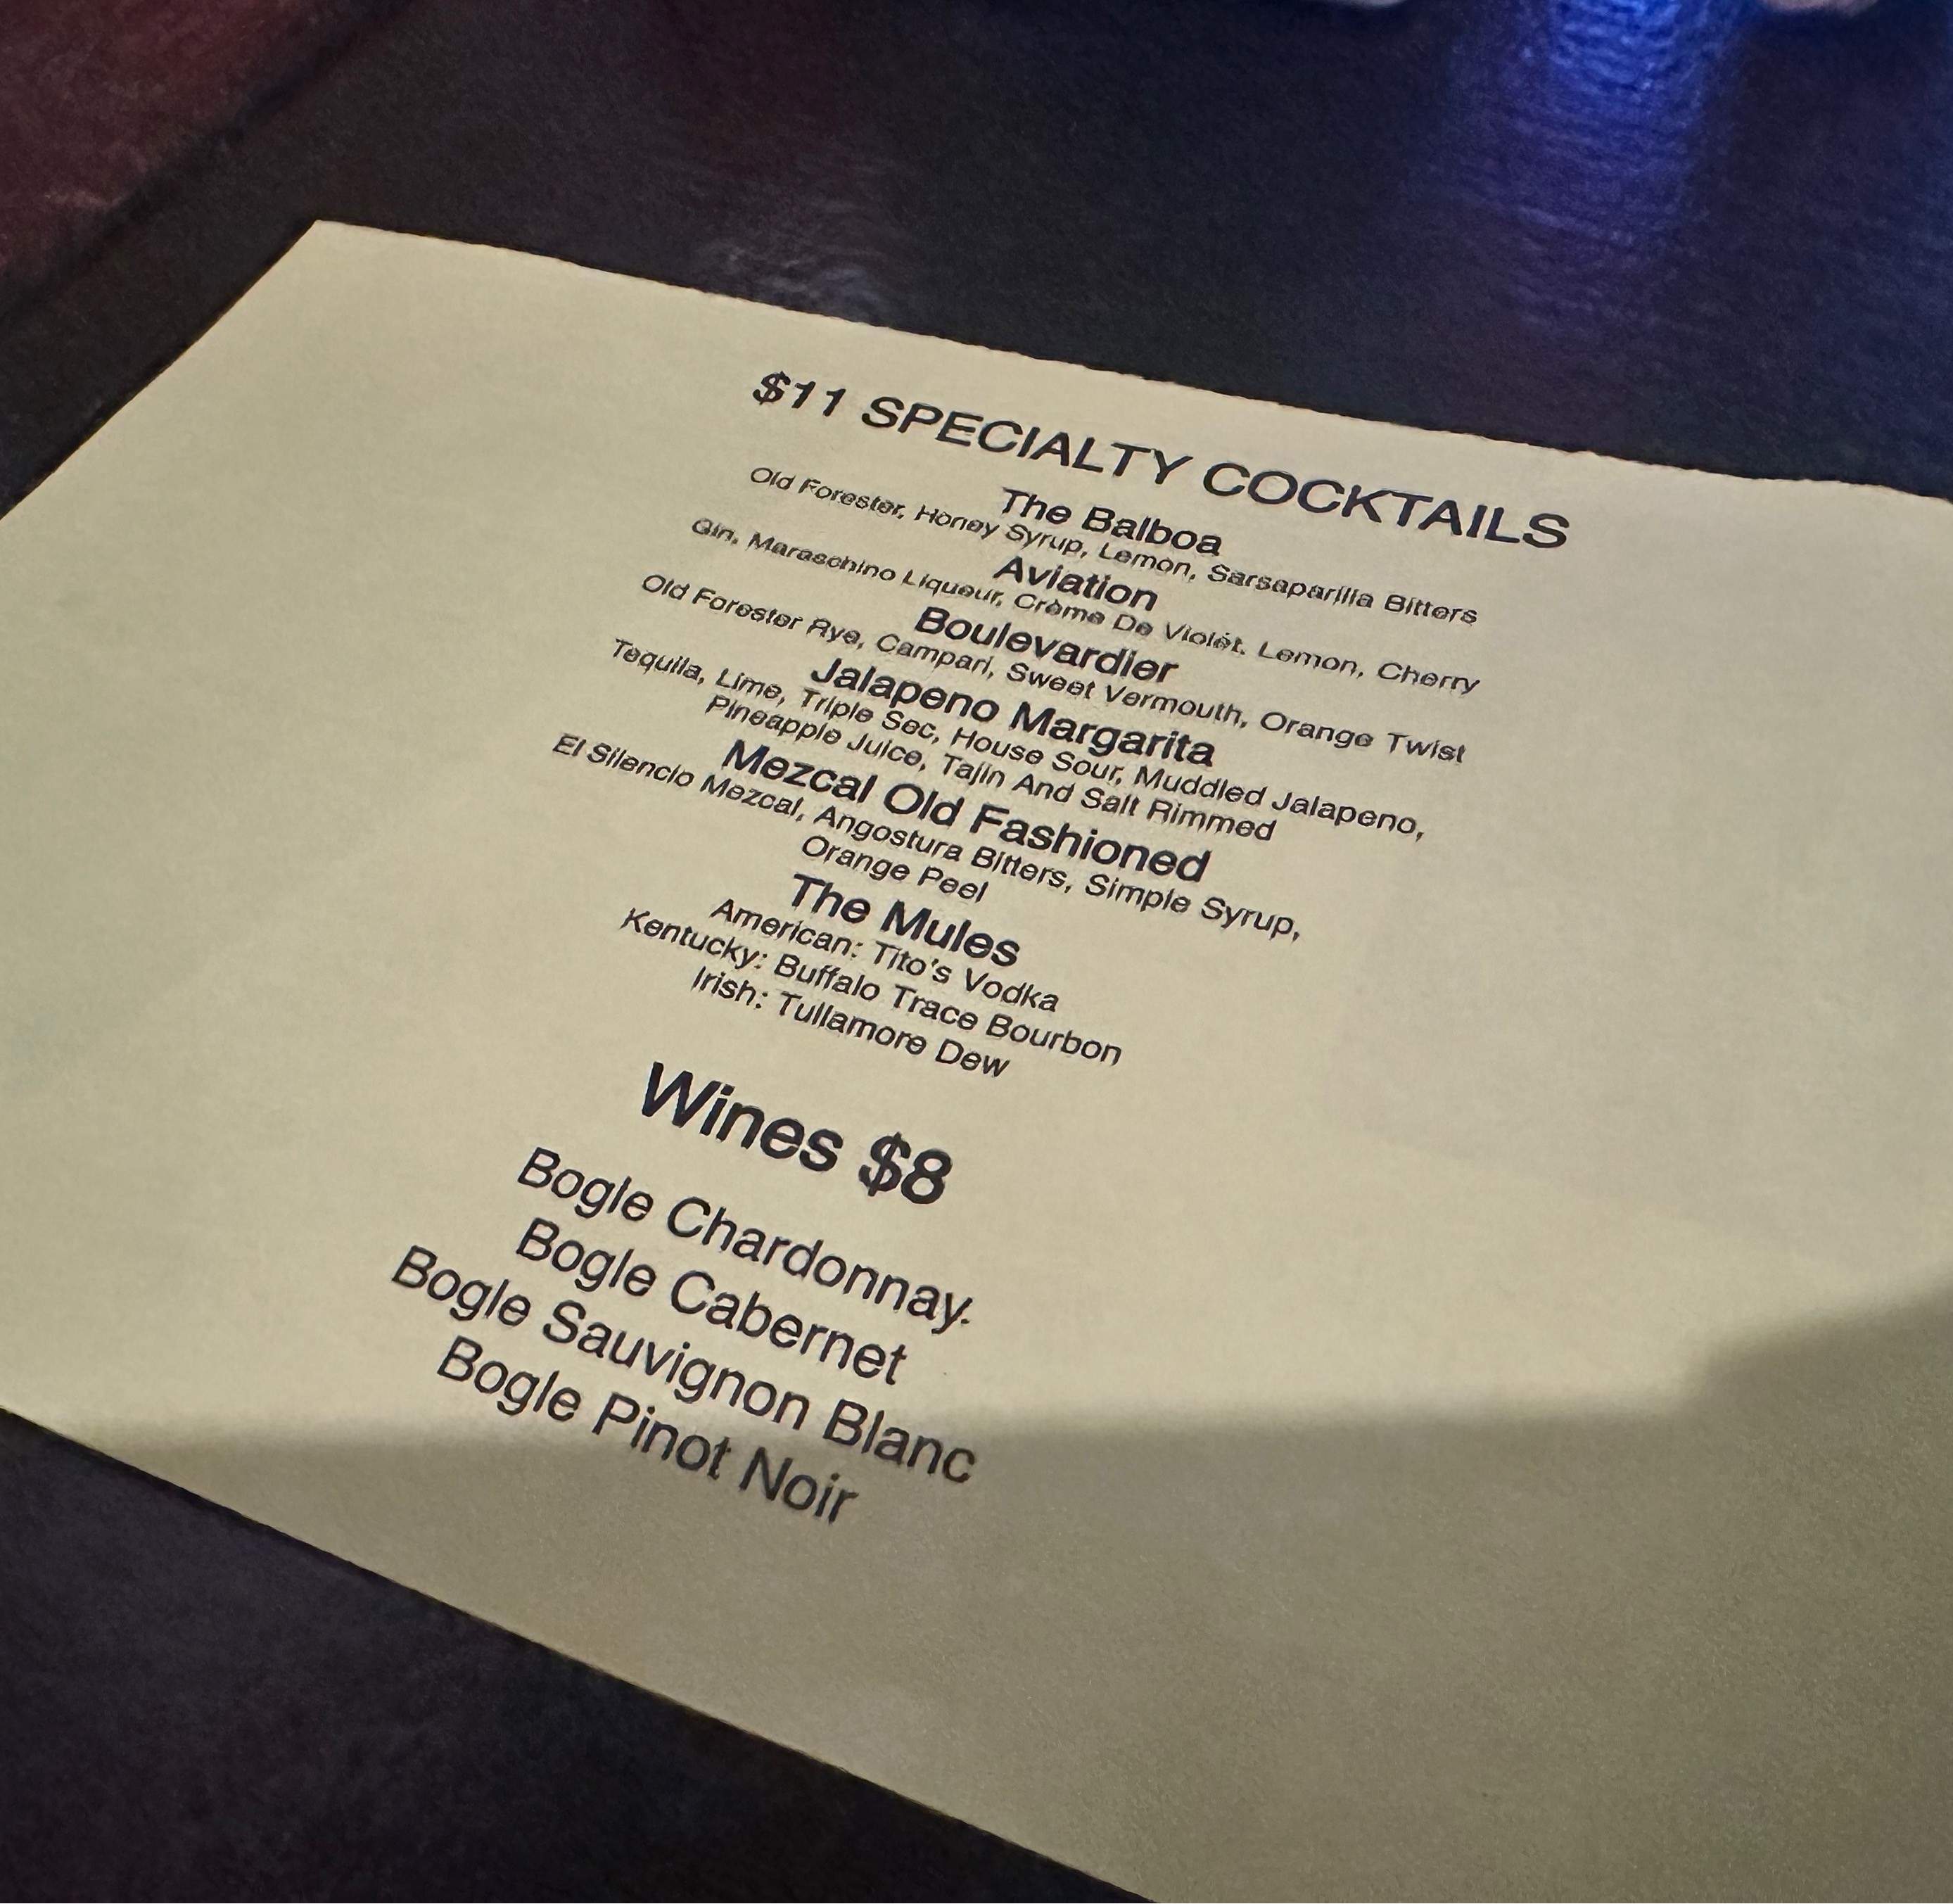 $11 SPECIALTY COCKTAILS
The Balboa
Old Forester, Honey Syrup, Lemon, Sarsaparilla Bitters
Aviation
Gin, Maraschino Liqueur, Crème De Violét, Lemon, Cherry
Boulevardier
Old Forester Rye, Campari, Sweet Vermouth, Orange Twist
Jalapeno Margarita
Tequila, Lime, Triple Sec, House Sour, Muddled Jalapeno,
Pineapple Juice, Tajin And Salt Rimmed
Mezcal Old Fashioned
El Silencio Mezcal, Angostura Bitters, Simple Syrup,
Orange Peel
The Mules
American: Tito's Vodka
Kentucky: Buffalo Trace Bourbon
Irish: Tullamore Dew
Wines $8
Bogle Chardonnay.
Bogle Cabernet
Bogle Sauvignon Blanc
Bogle Pinot Noir